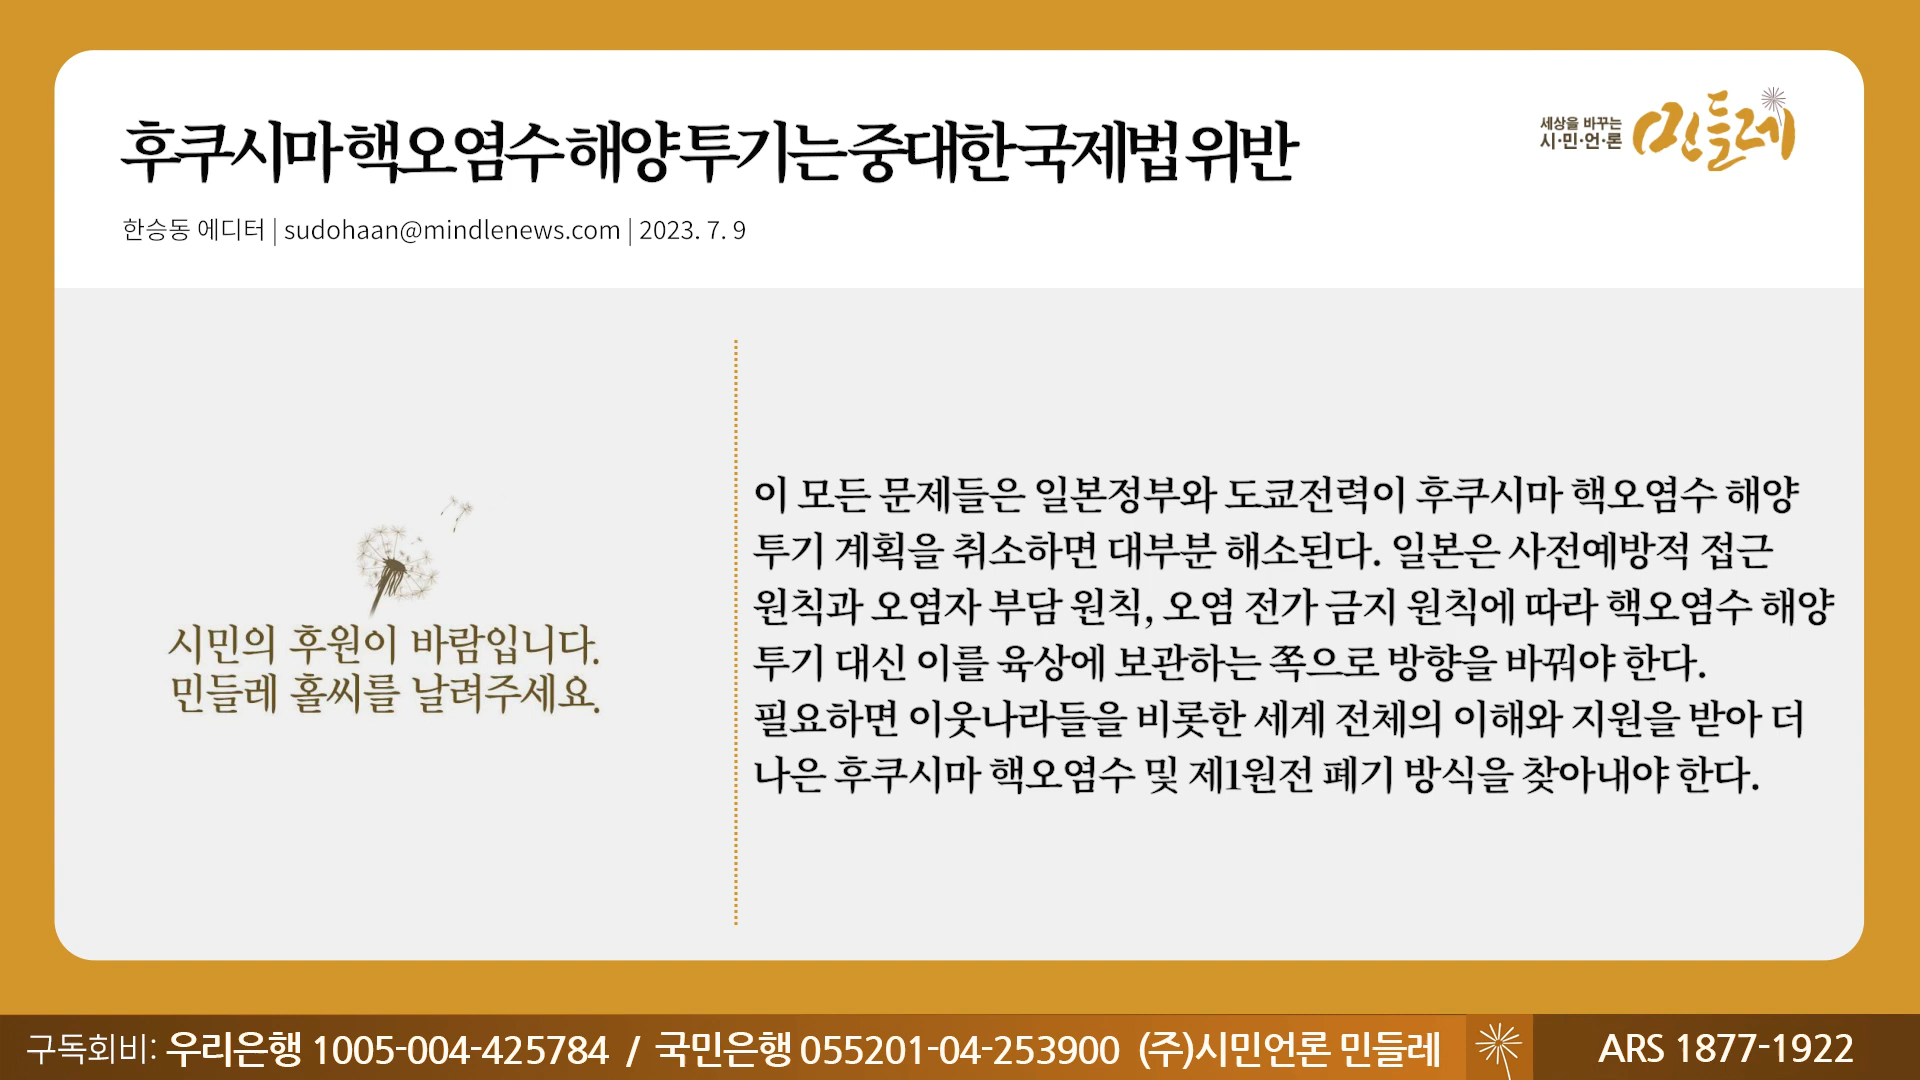 후쿠시마 핵오염수 해양투기는 중대한 국제법 위반
세상을 바꾸는
시·민·언·론
민들레
한승동 에디터 | sudohaan@mindlenews.com | 2023. 7. 9
시민의 후원이 바람입니다.
민들레 홀씨를 날려주세요.
이 모든 문제들은 일본정부와 도쿄전력이 후쿠시마 핵오염수 해양
투기 계획을 취소하면 대부분 해소된다. 일본은 사전예방적 접근
원칙과 오염자 부담 원칙, 오염 전가 금지 원칙에 따라 핵오염수 해양
투기 대신 이를 육상에 보관하는 쪽으로 방향을 바꿔야 한다.
필요하면 이웃나라들을 비롯한 세계 전체의 이해와 지원을 받아 더
나은 후쿠시마 핵오염수 및 제1원전 폐기 방식을 찾아내야 한다.
구독회비: 우리은행 1005-004-425784 / 국민은행 055201-04-253900 (주)시민언론 민들레
ARS 1877-1922